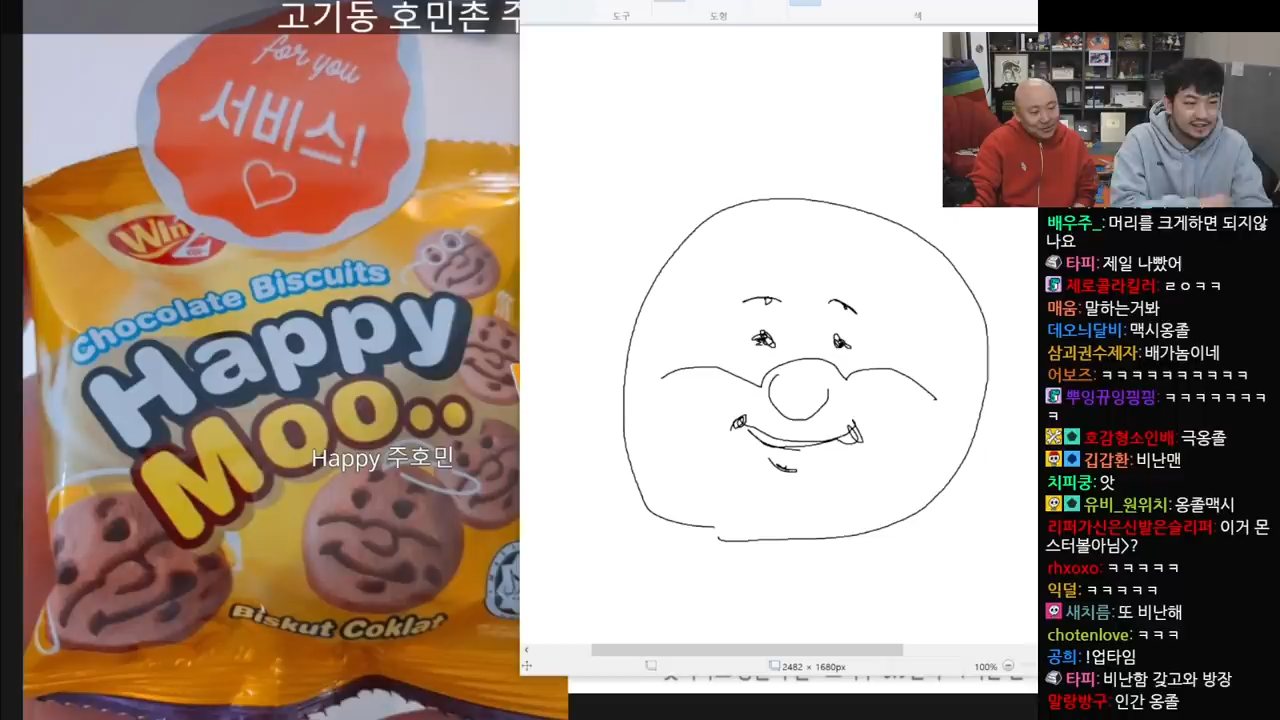 고기동 호민촌 주
for you
서비스!
Win
Chocolate Biscuits
Happy
Moo..
Happy 주호민
Biskut Coklat
도구
도형
색
2482 × 1680px
100%
배우주_: 머리를 크게하면 되지않
나요
타피: 제일 나빴어
제로콜라킬러: ㄹㅇㅋㅋ
매움: 말하는거봐
데오늬달비: 맥시옹졸
삼괴권수제자: 배가놈이네
어보즈: ㅋㅋㅋㅋㅋㅋㅋㅋㅋㅋ
뿌잉뀨잉핑핑: ㅋㅋㅋㅋㅋㅋㅋ
ㅋ
호감형소인배: 극옹졸
김갑환: 비난맨
치피쿵: 앗
유비_원위치: 옹졸맥시
리퍼가신은신발은슬리퍼: 이거 몬
스터볼아님>?
rhxoxo: ㅋㅋㅋㅋㅋ
익덜: ㅋㅋㅋㅋㅋ
새치름: 또 비난해
chotenlove: ㅋㅋㅋ
공희: !업타임
타피: 비난함 갖고와 방장
말랑방구: 인간 옹졸